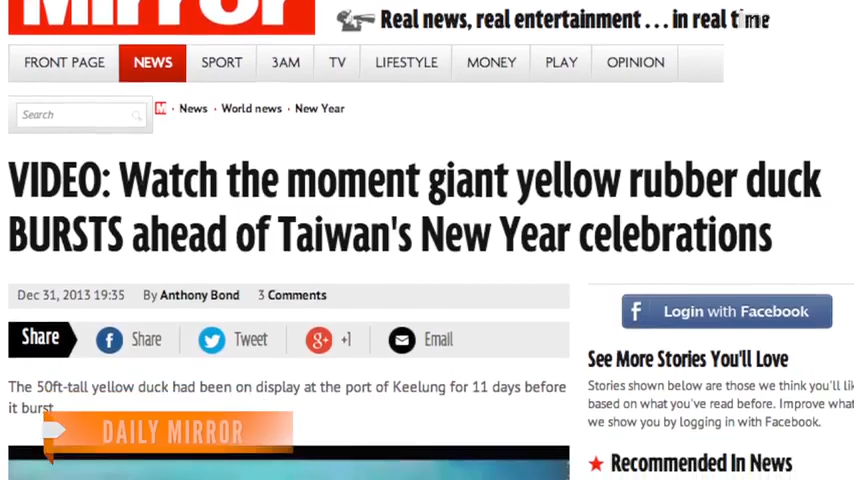 Mirror
Real news, real entertainment ... in real time
FRONT PAGE NEWS SPORT 3AM TV LIFESTYLE MONEY PLAY OPINION
Search
M · News · World news · New Year
VIDEO: Watch the moment giant yellow rubber duck
BURSTS ahead of Taiwan's New Year celebrations
Dec 31, 2013 19:35 By Anthony Bond 3 Comments
f Login with Facebook
Share f Share Tweet g+ +1 Email
See More Stories You'll Love
The 50ft-tall yellow duck had been on display at the port of Keelung for 11 days before
it burst
Stories shown below are those we think you'll lik
based on what you've read before. Improve what
we show you by logging in with Facebook.
DAILY MIRROR
Recommended In News